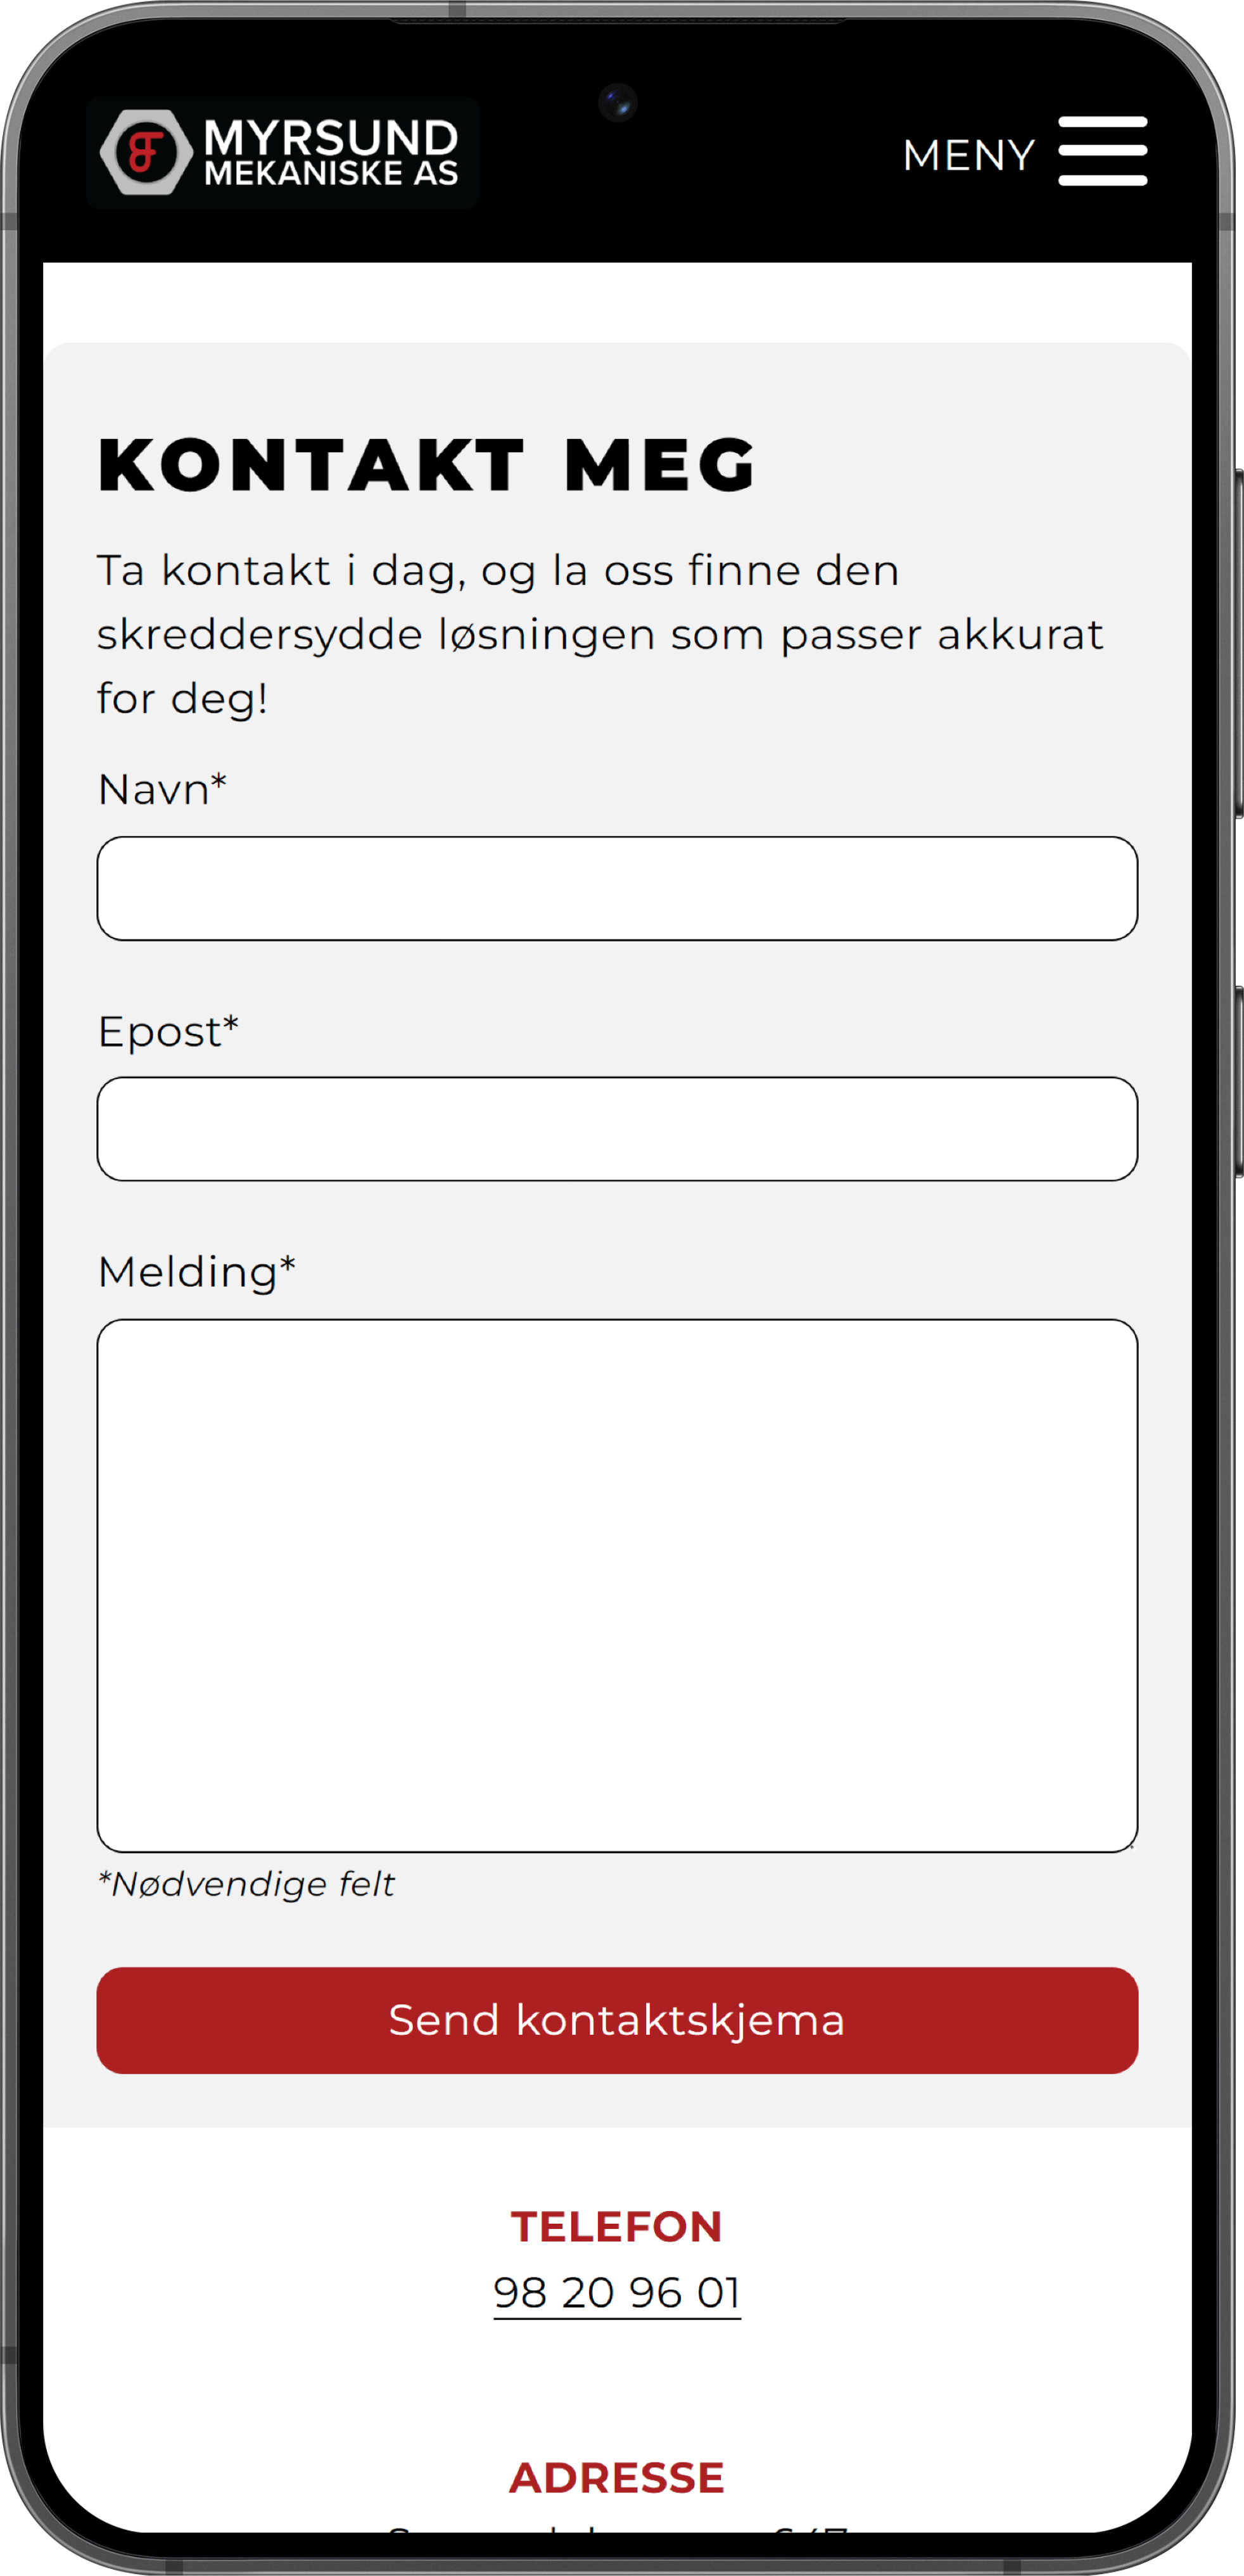 MYRSUND
MEKANISKE AS
MENY
KONTAKT MEG
Ta kontakt i dag, og la oss finne den
skreddersydde løsningen som passer akkurat
for deg!
Navn*
Epost*
Melding*
*Nødvendige felt
Send kontaktskjema
TELEFON
98 20 96 01
ADRESSE